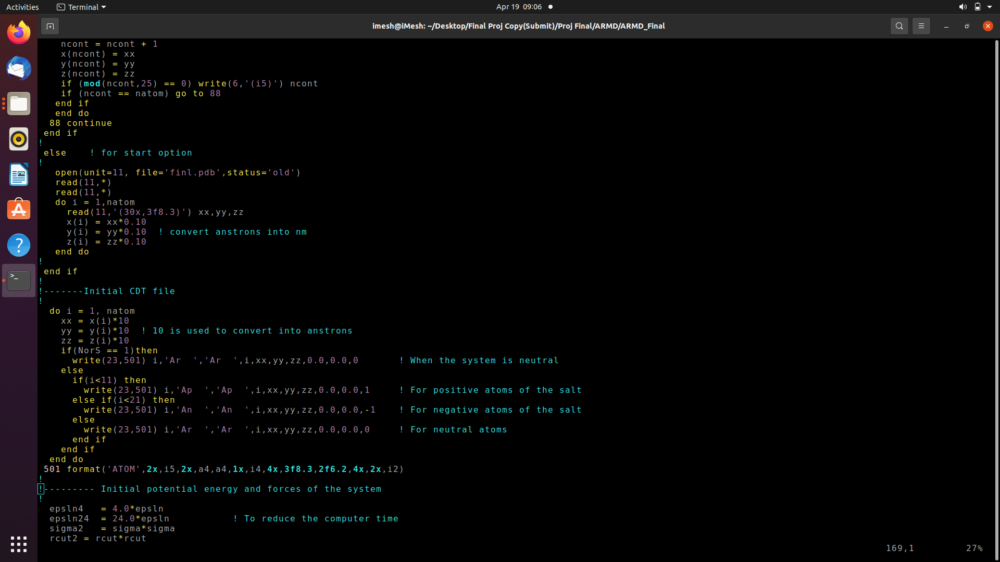 Activities
Terminal
Apr 19 09:06
imesh@iMesh: ~/Desktop/Final Proj Copy(Submit)/Proj Final/ARMD/ARMD_Final
    ncont = ncont + 1
    x(ncont) = xx
    y(ncont) = yy
    z(ncont) = zz
    if (mod(ncont,25) == 0) write(6,'(i5)') ncont
    if (ncont == natom) go to 88
   end if
   end do
  88 continue
 end if
!
 else    ! for start option
!
   open(unit=11, file='finl.pdb',status='old')
   read(11,*)
   read(11,*)
   do i = 1,natom
     read(11,'(30x,3f8.3)') xx,yy,zz
     x(i) = xx*0.10
     y(i) = yy*0.10  ! convert anstrons into nm
     z(i) = zz*0.10
   end do
!
 end if
!
!-------Initial CDT file
!
  do i = 1, natom
    xx = x(i)*10
    yy = y(i)*10  ! 10 is used to convert into anstrons
    zz = z(i)*10
    if(NorS == 1)then
      write(23,501) i,'Ar  ','Ar  ',i,xx,yy,zz,0.0,0.0,0       ! When the system is neutral
    else
      if(i<11) then
        write(23,501) i,'Ap  ','Ap  ',i,xx,yy,zz,0.0,0.0,1     ! For positive atoms of the salt
      else if(i<21) then
        write(23,501) i,'An  ','An  ',i,xx,yy,zz,0.0,0.0,-1    ! For negative atoms of the salt
      else
        write(23,501) i,'Ar  ','Ar  ',i,xx,yy,zz,0.0,0.0,0     ! For neutral atoms
      end if
    end if
  end do
 501 format('ATOM',2x,i5,2x,a4,a4,1x,i4,4x,3f8.3,2f6.2,4x,2x,i2)
!
!--------- Initial potential energy and forces of the system
!
  epsln4   = 4.0*epsln
  epsln24  = 24.0*epsln           ! To reduce the computer time
  sigma2   = sigma*sigma
  rcut2 = rcut*rcut
169,1         27%